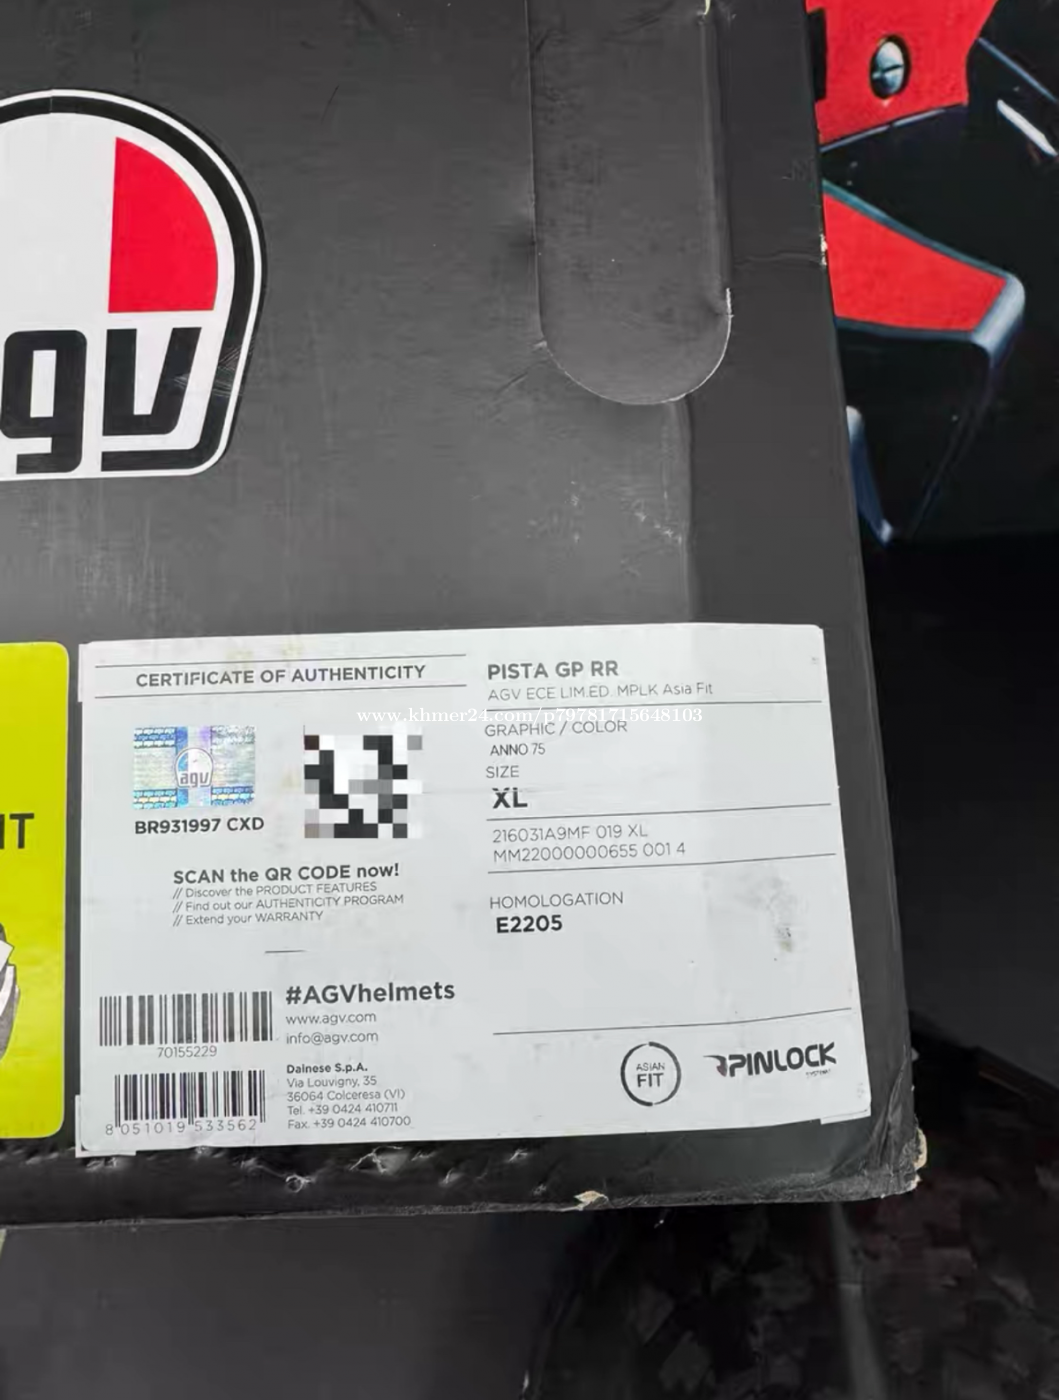 agv
IT
CERTIFICATE OF AUTHENTICITY
agv
BR931997 CXD
SCAN the QR CODE now!
// Discover the PRODUCT FEATURES
// Find out our AUTHENTICITY PROGRAM
// Extend your WARRANTY
#AGVhelmets
www.agv.com
info@agv.com
70155229
Dainese S.p.A.
Via Louvigny, 35
36064 Colceresa (VI)
Tel. +39 0424 410711
Fax. +39 0424 410700
8 051019 533562
PISTA GP RR
AGV ECE LIM.ED. MPLK Asia Fit
www.khmer24.com/p79781715648103
GRAPHIC / COLOR
ANNO 75
SIZE
XL
216031A9MF 019 XL
MM22000000655 001 4
HOMOLOGATION
E2205
ASIAN
FIT
PINLOCK